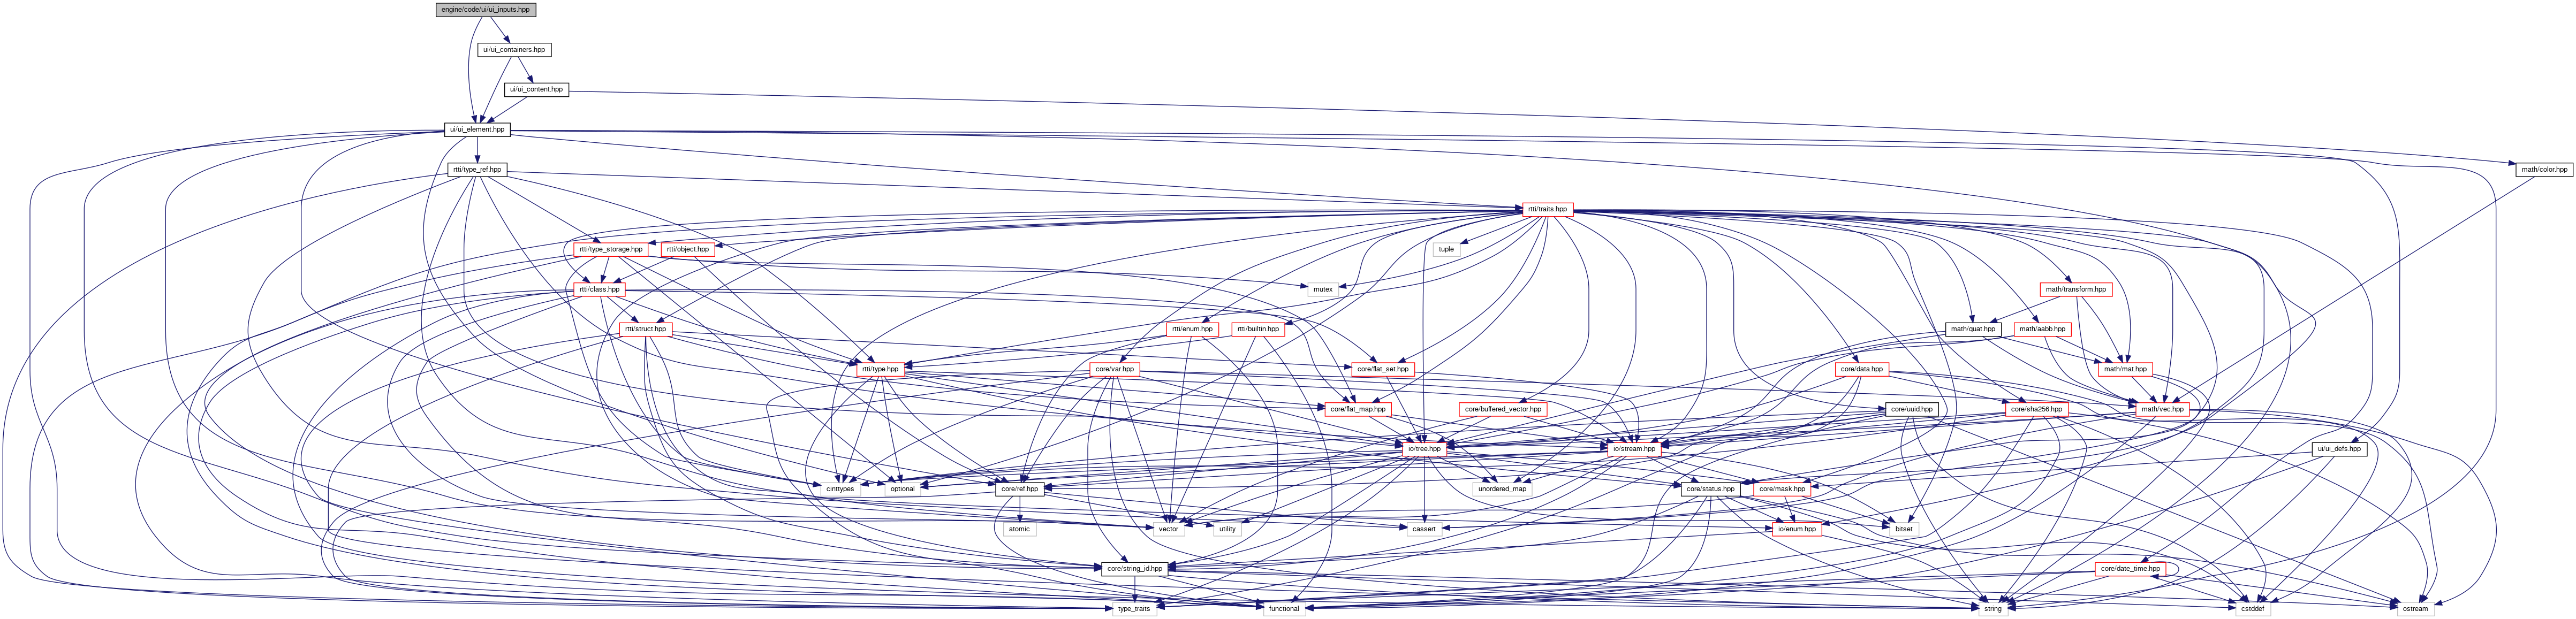 engine/code/ui/ui_inputs.hpp
ui/ui_containers.hpp
ui/ui_content.hpp
ui/ui_element.hpp
rtti/type_ref.hpp
math/color.hpp
rtti/traits.hpp
rtti/type_storage.hpp
rtti/object.hpp
tuple
rtti/class.hpp
mutex
math/transform.hpp
rtti/struct.hpp
rtti/enum.hpp
rtti/builtin.hpp
math/quat.hpp
math/aabb.hpp
rtti/type.hpp
core/var.hpp
core/flat_set.hpp
core/data.hpp
math/mat.hpp
core/flat_map.hpp
core/buffered_vector.hpp
core/uuid.hpp
core/sha256.hpp
math/vec.hpp
io/tree.hpp
io/stream.hpp
ui/ui_defs.hpp
cinttypes
optional
core/ref.hpp
unordered_map
core/status.hpp
core/mask.hpp
atomic
vector
utility
cassert
io/enum.hpp
bitset
core/string_id.hpp
core/date_time.hpp
type_traits
functional
string
cstddef
ostream